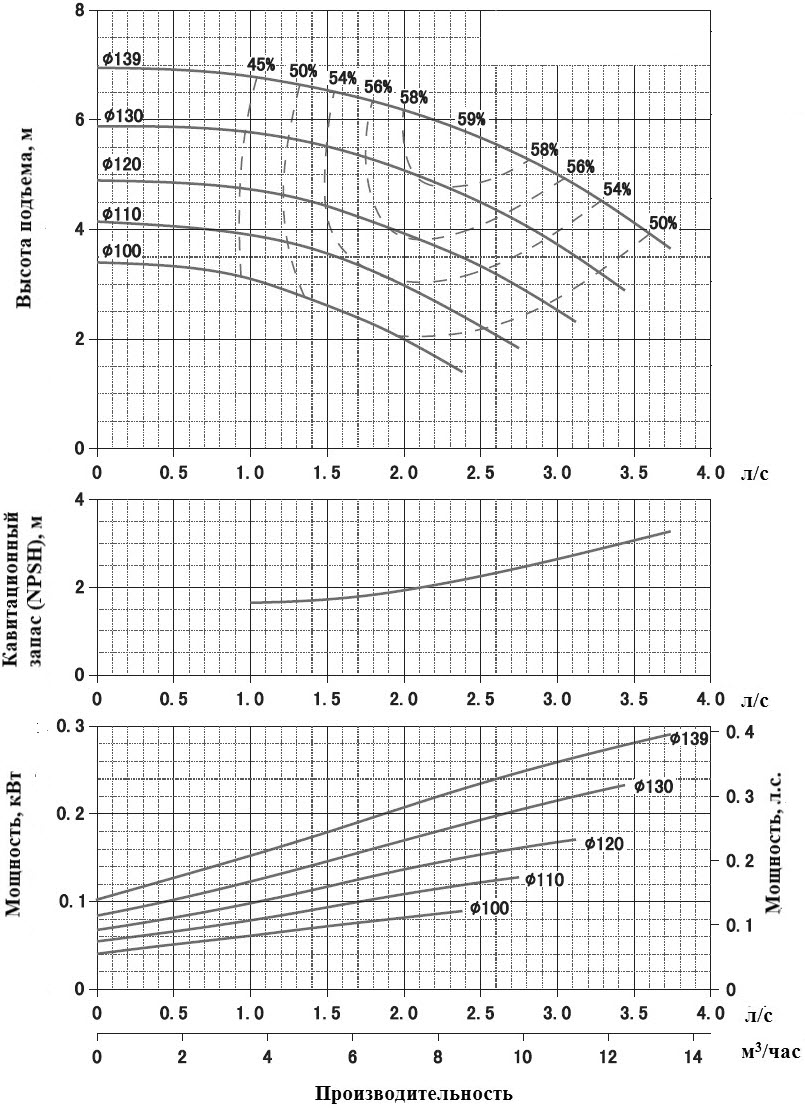 8
6
4
2
0
Высота подъема, м
ϕ139
ϕ130
ϕ120
ϕ110
ϕ100
45%
50%
54%
56%
58%
59%
58%
56%
54%
50%
0 0.5 1.0 1.5 2.0 2.5 3.0 3.5 4.0 л/с
4
2
0
Кавитационный
запас (NPSH), м
0 0.5 1.0 1.5 2.0 2.5 3.0 3.5 4.0 л/с
0.3
0.2
0.1
0
Мощность, кВт
ϕ139
ϕ130
ϕ120
ϕ110
ϕ100
0.4
0.3
0.2
0.1
0
Мощность, л.с.
0 0.5 1.0 1.5 2.0 2.5 3.0 3.5 4.0 л/с
0 2 4 6 8 10 12 14 м³/час
Производительность